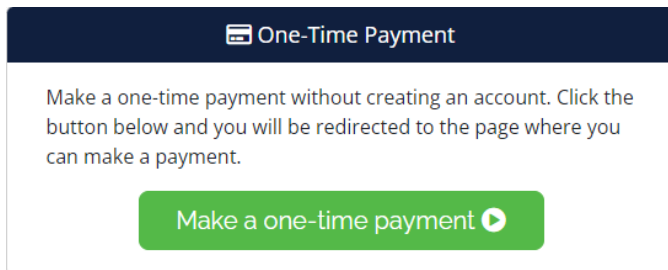 One-Time Payment
Make a one-time payment without creating an account. Click the
button below and you will be redirected to the page where you
can make a payment.
Make a one-time payment